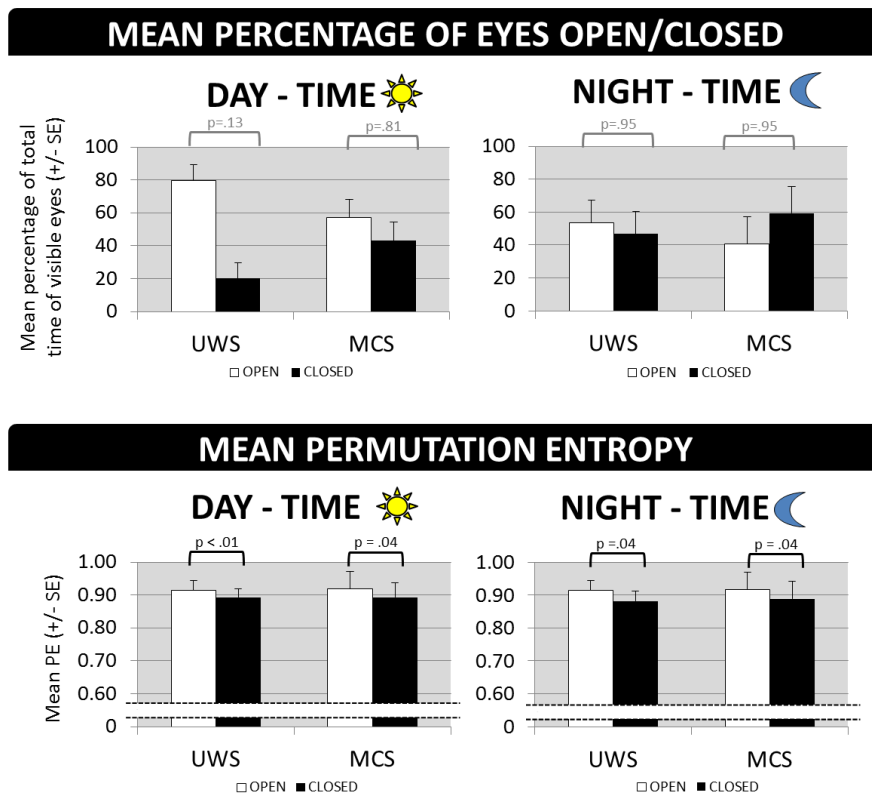 MEAN PERCENTAGE OF EYES OPEN/CLOSED
DAY - TIME
NIGHT - TIME
Mean percentage of total
time of visible eyes (+/- SE)
p=.13
p=.81
100
80
60
40
20
0
UWS
MCS
OPEN
CLOSED
p=.95
p=.95
100
80
60
40
20
0
UWS
MCS
OPEN
CLOSED
MEAN PERMUTATION ENTROPY
DAY - TIME
NIGHT - TIME
Mean PE (+/- SE)
p < .01
p = .04
1.00
0.90
0.80
0.70
0.60
0
UWS
MCS
OPEN
CLOSED
p =.04
p = .04
1.00
0.90
0.80
0.70
0.60
0
UWS
MCS
OPEN
CLOSED